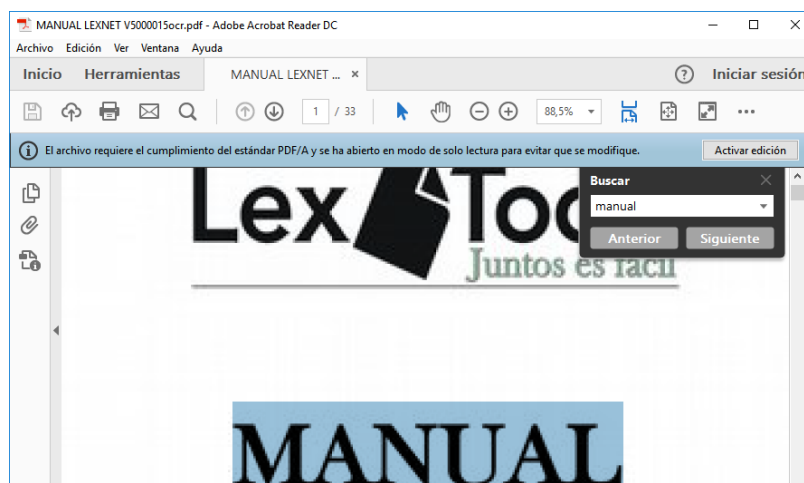 MANUAL LEXNET V5000015ocr.pdf - Adobe Acrobat Reader DC
Archivo Edición Ver Ventana Ayuda
Inicio Herramientas MANUAL LEXNET ... × ? Iniciar sesión
1 / 33 88,5%
El archivo requiere el cumplimiento del estándar PDF/A y se ha abierto en modo de solo lectura para evitar que se modifique. Activar edición
Buscar
manual
Anterior Siguiente
Lex Too
Juntos es fácil
MANUAL